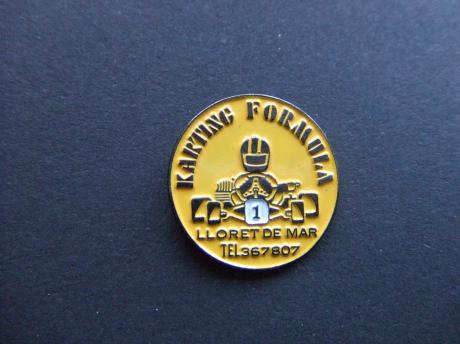 KARTING FORMULA
1
LLORET DE MAR
TEL.367807